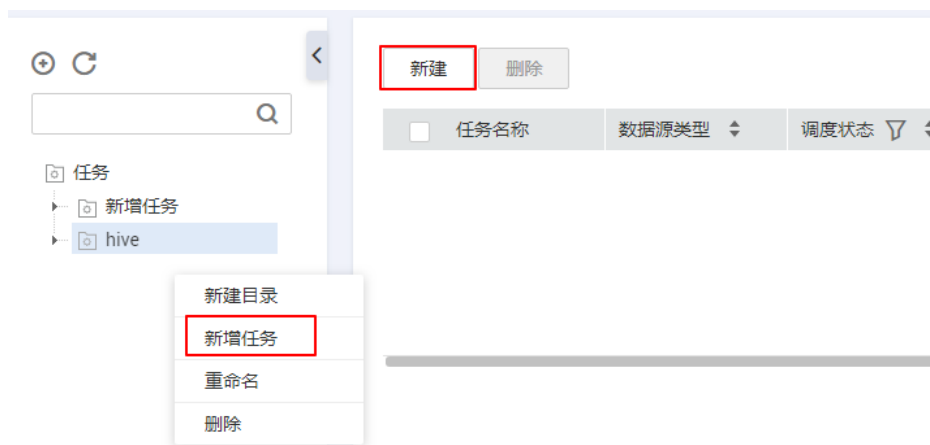 新建
删除
任务名称
数据源类型
调度状态
任务
新增任务
hive
新建目录
新增任务
重命名
删除